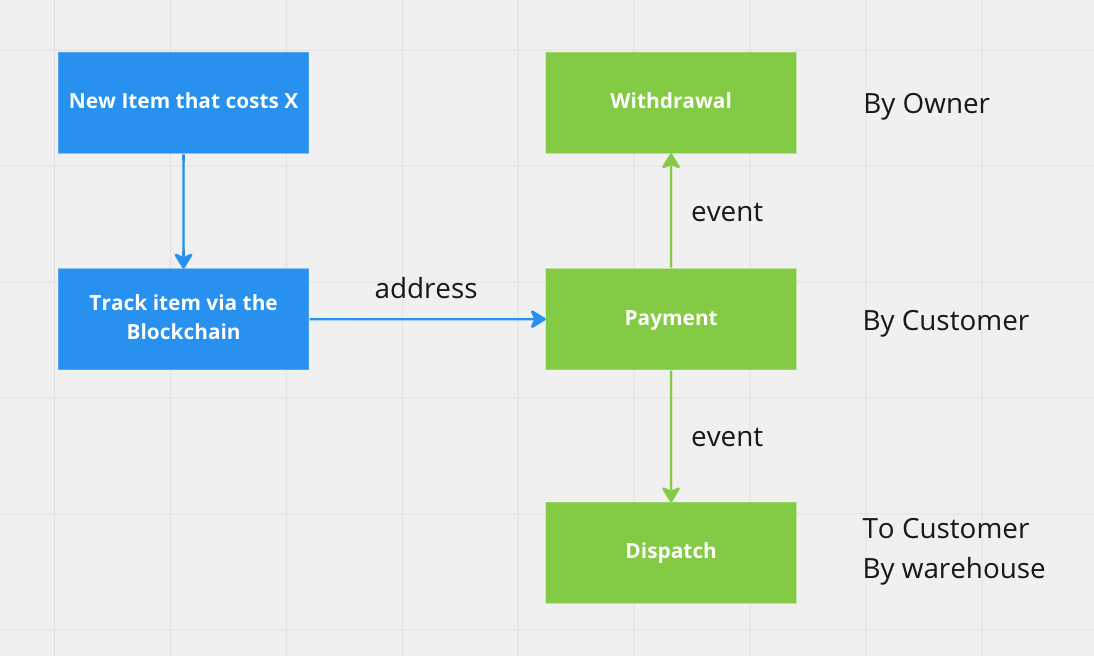 New Item that costs X
Withdrawal
By Owner
event
Track item via the
Blockchain
address
Payment
By Customer
event
Dispatch
To Customer
By warehouse